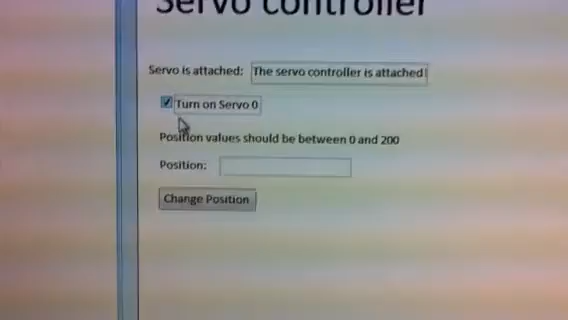 Servo controller
Servo is attached: The servo controller is attached!
Turn on Servo 0
Position values should be between 0 and 200
Position:
Change Position